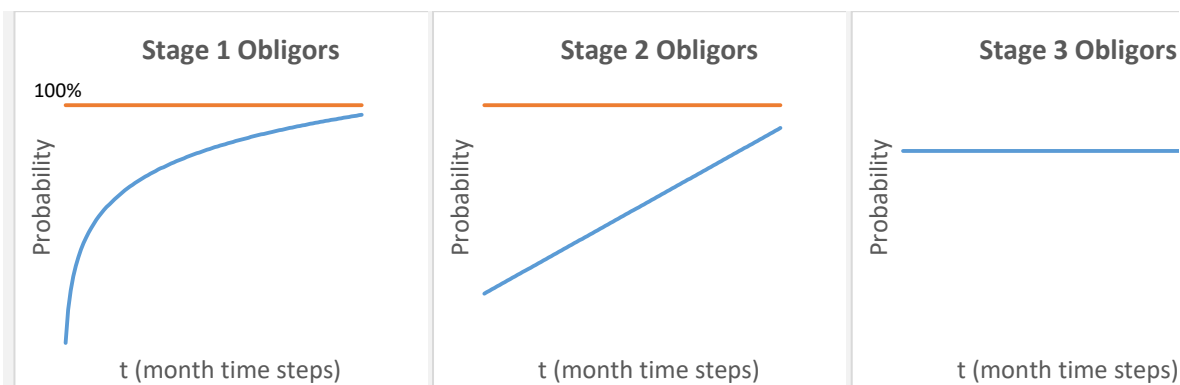 Stage 1 Obligors
100%
Probability
t (month time steps)
Stage 2 Obligors
Probability
t (month time steps)
Stage 3 Obligors
Probability
t (month time steps)